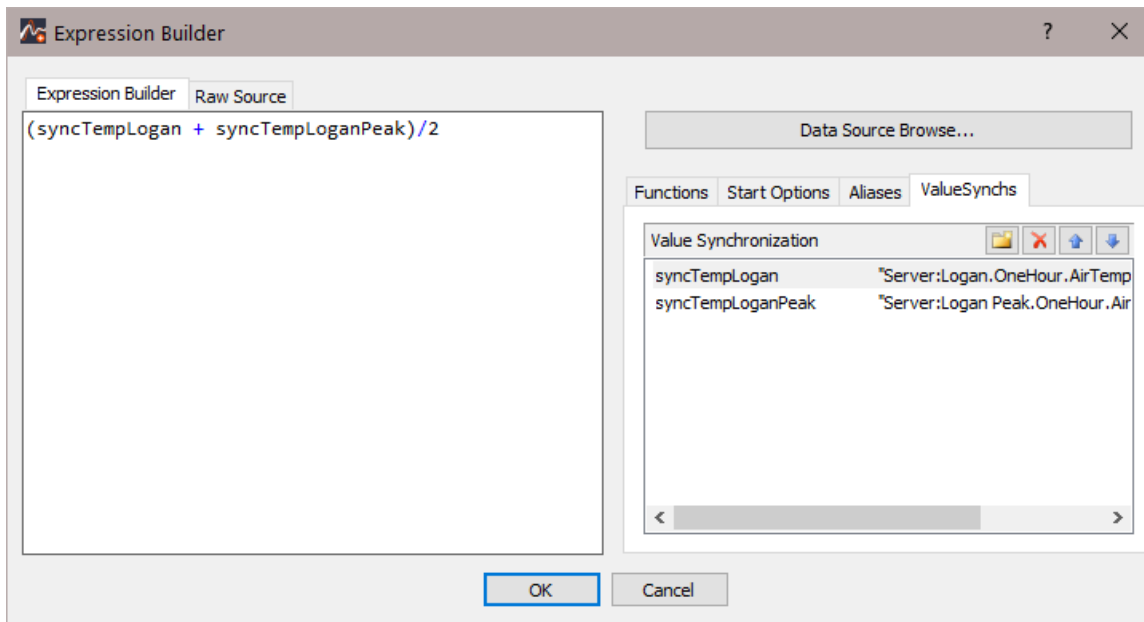 Expression Builder ?
Expression Builder Raw Source
(syncTempLogan + syncTempLoganPeak)/2
Data Source Browse...
Functions Start Options Aliases ValueSynchs
Value Synchronization
syncTempLogan "Server:Logan.OneHour.AirTemp
syncTempLoganPeak "Server:Logan Peak.OneHour.Air
OK Cancel